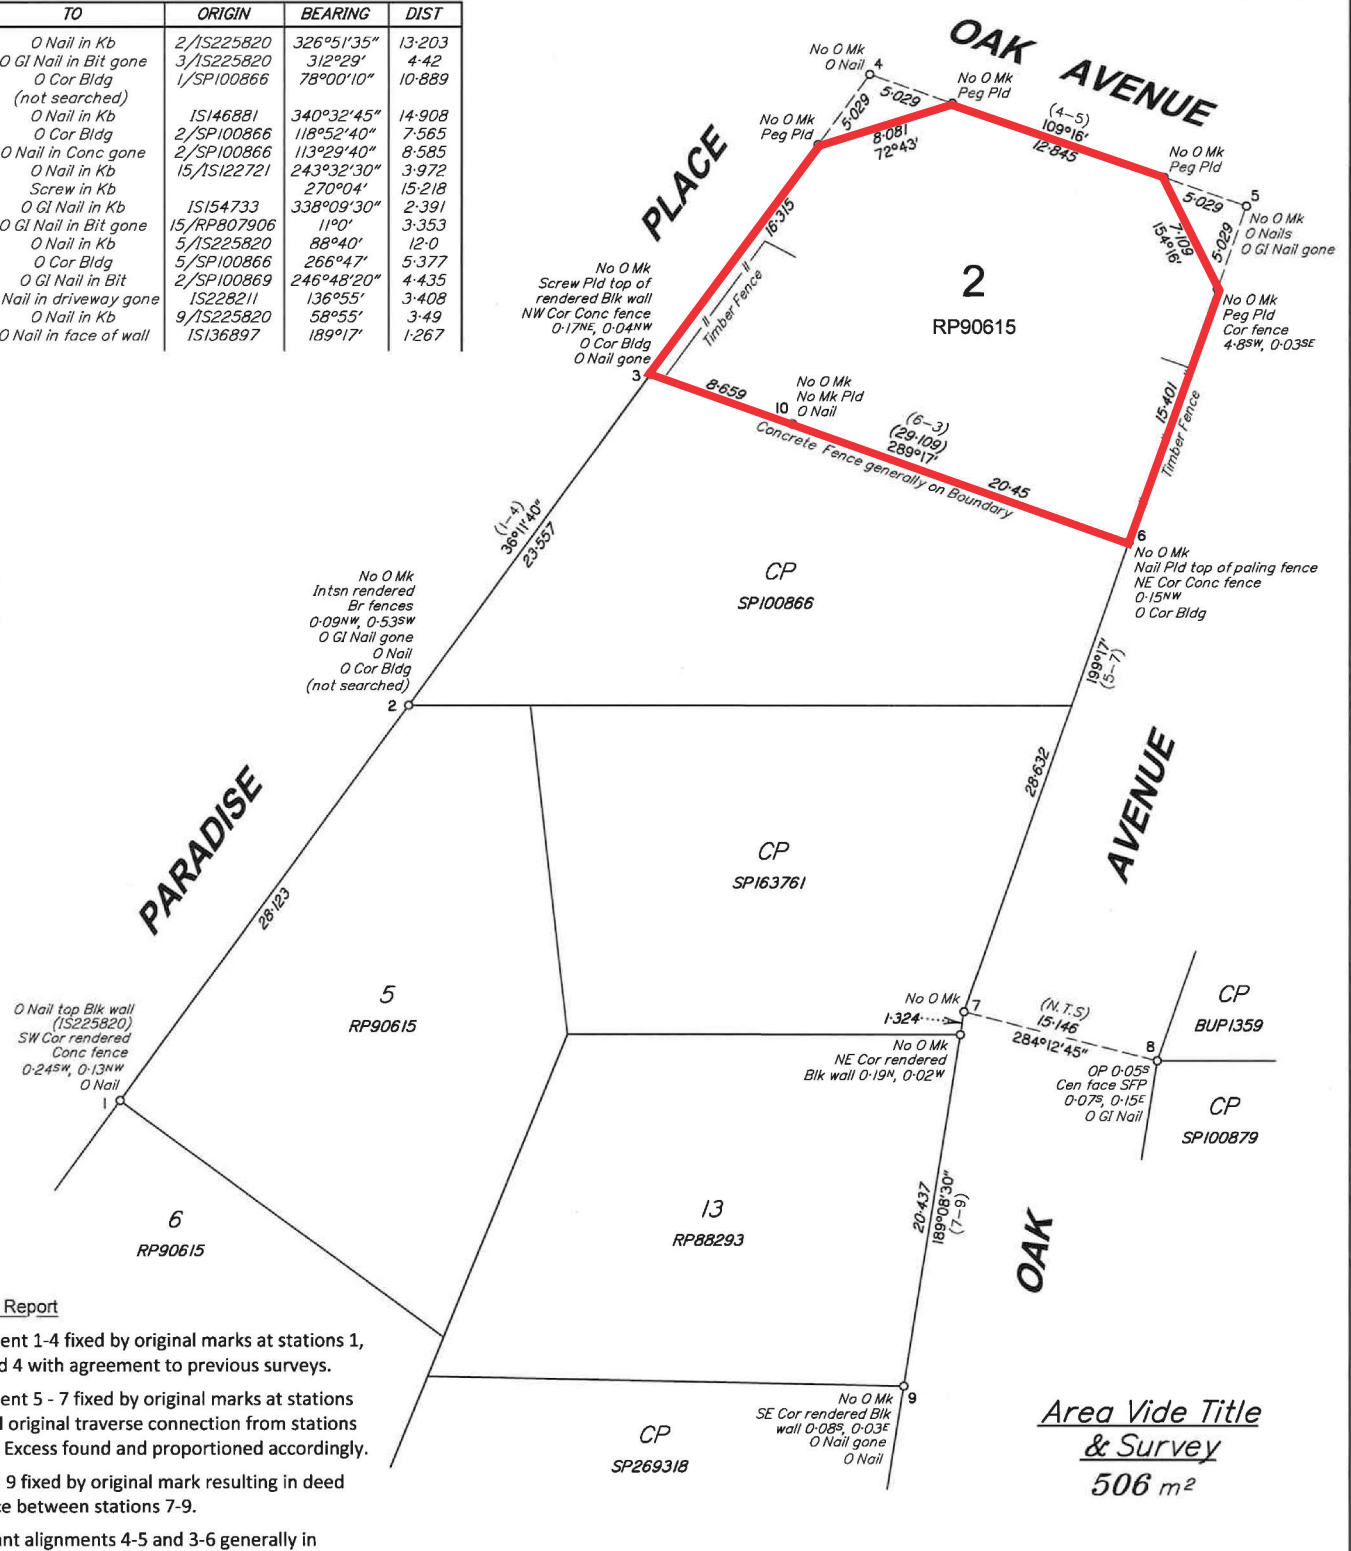 TO ORIGIN BEARING DIST
O Nail in Kb 2/IS225820 326°51'35" 13·203
O GI Nail in Bit gone 3/IS225820 312°29' 4·42
O Cor Bldg 1/SP100866 78°00'10" 10·889
(not searched)
O Nail in Kb IS146881 340°32'45" 14·908
O Cor Bldg 2/SP100866 118°52'40" 7·565
O Nail in Conc gone 2/SP100866 113°29'40" 8·585
O Nail in Kb 15/IS122721 243°32'30" 3·972
Screw in Kb 270°04' 15·218
O GI Nail in Kb IS154733 338°09'30" 2·391
O GI Nail in Bit gone 15/RP807906 11°0' 3·353
O Nail in Kb 5/IS225820 88°40' 12·0
O Cor Bldg 5/SP100866 266°47' 5·377
O GI Nail in Bit 2/SP100869 246°48'20" 4·435
Nail in driveway gone IS228211 136°55' 3·408
O Nail in Kb 9/IS225820 58°55' 3·49
O Nail in face of wall IS136897 189°17' 1·267
OAK AVENUE
No O Mk
O Nail
4
5·029
5·029
No O Mk
Peg Pld
No O Mk
Peg Pld
8·081
72°43'
(4-5)
109°16'
12·845
No O Mk
Peg Pld
5·029
5
No O Mk
O Nails
O GI Nail gone
7·109
154°16'
5·029
No O Mk
Peg Pld
Cor fence
4·8SW, 0·03SE
PLACE
16·315
Timber Fence
2
RP90615
No O Mk
Screw Pld top of
rendered Blk wall
NW Cor Conc fence
0·17NE, 0·04NW
O Cor Bldg
O Nail gone
3
8·659
10
No O Mk
No Mk Pld
O Nail
(6-3)
(29·109)
289°17'
20·45
Concrete Fence generally on Boundary
15·401
Timber Fence
6
No O Mk
Nail Pld top of paling fence
NE Cor Conc fence
0·15NW
O Cor Bldg
(1-4)
36°11'40"
23·557
CP
SP100866
199°17'
(5-7)
No O Mk
Intsn rendered
Br fences
0·09NW, 0·53SW
O GI Nail gone
O Nail
O Cor Bldg
(not searched)
2
28·632
AVENUE
PARADISE
28·123
CP
SP163761
5
RP90615
O Nail top Blk wall
(IS225820)
SW Cor rendered
Conc fence
0·24SW, 0·13NW
O Nail
1
No O Mk
7
1·324
No O Mk
NE Cor rendered
Blk wall 0·19N, 0·02W
(N.T.S)
15·146
284°12'45"
8
OP 0·05S
Cen face SFP
0·07S, 0·15E
O GI Nail
CP
BUP1359
CP
SP100879
6
RP90615
13
RP88293
20·437
189°08'30"
(7-9)
OAK
9
No O Mk
SE Cor rendered Blk
wall 0·08S, 0·03E
O Nail gone
O Nail
CP
SP269318
Report
ent 1-4 fixed by original marks at stations 1,
d 4 with agreement to previous surveys.
ent 5 - 7 fixed by original marks at stations
l original traverse connection from stations
Excess found and proportioned accordingly.
9 fixed by original mark resulting in deed
ce between stations 7-9.
ant alignments 4-5 and 3-6 generally in
Area Vide Title
& Survey
506 m²